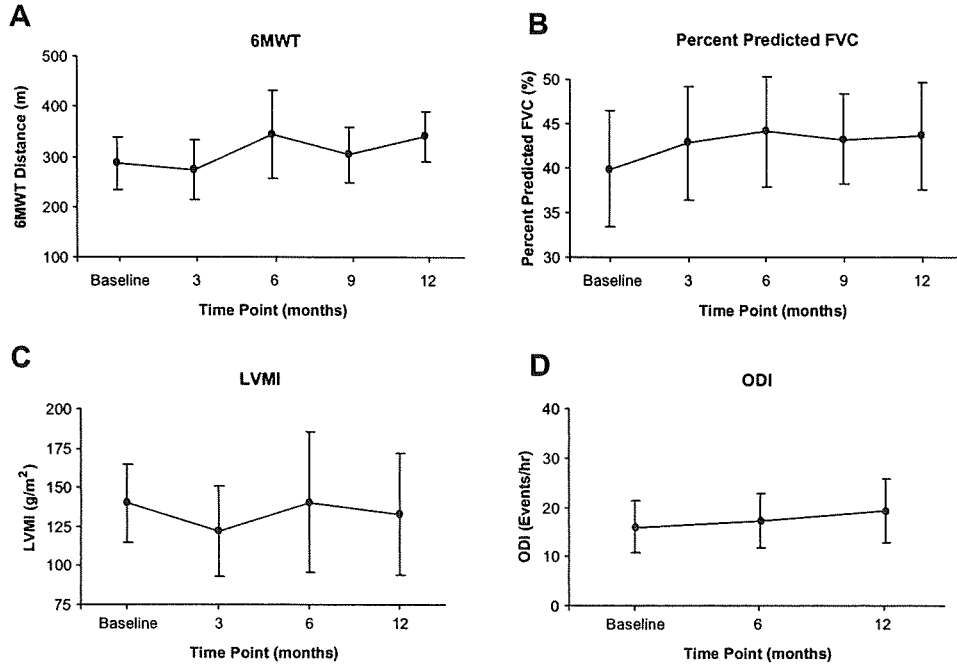 A
6MWT
6MWT Distance (m)
500
400
300
200
100
Baseline 3 6 9 12
Time Point (months)
B
Percent Predicted FVC
Percent Predicted FVC (%)
50
45
40
35
30
Baseline 3 6 9 12
Time Point (months)
C
LVMI
LVMI (g/m²)
200
175
150
125
100
75
Baseline 3 6 12
Time Point (months)
D
ODI
ODI (Events/hr)
40
30
20
10
0
Baseline 6 12
Time Point (months)